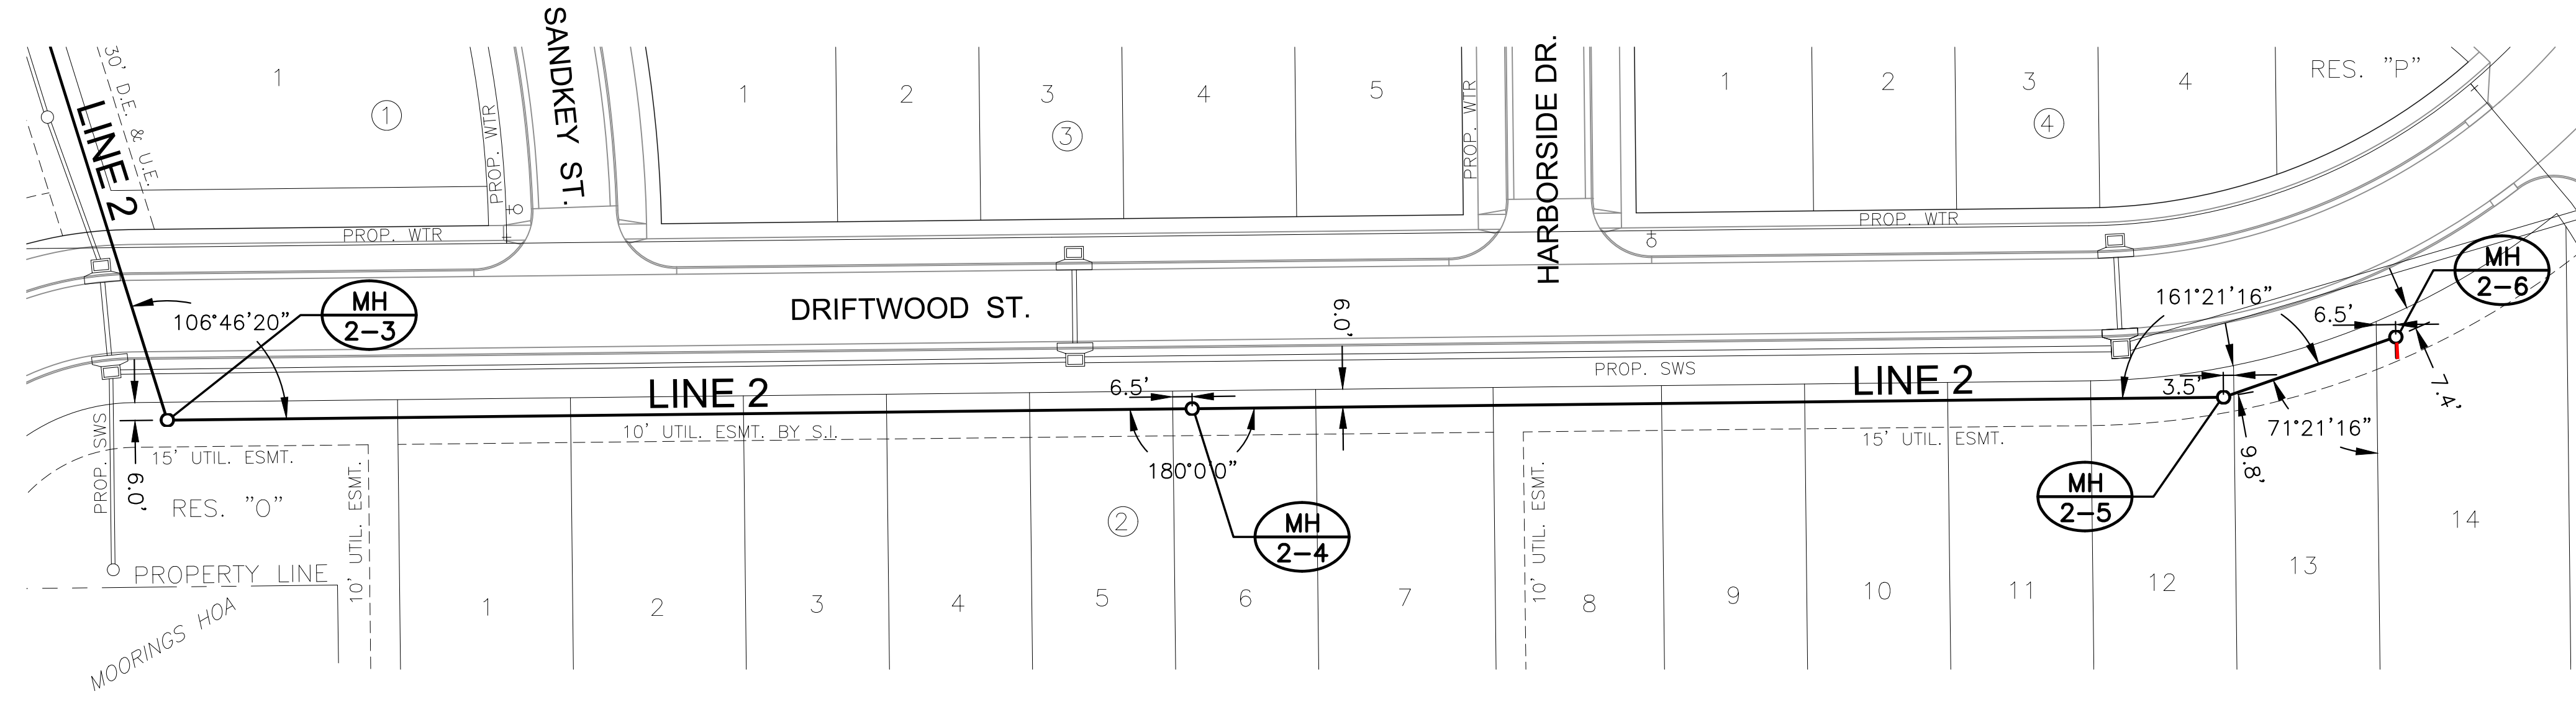 SANDKEY ST.
HARBORSIDE DR.
30' D.E. & U.E.
LINE 2
1
1
PROP. WTR
1
2
3
4
5
3
PROP. WTR
1
2
3
4
4
RES. "P"
PROP. WTR
PROP. WTR
106°46'20"
MH
2-3
DRIFTWOOD ST.
6.0'
161°21'16"
6.5'
MH
2-6
PROP. SWS
LINE 2
6.5'
LINE 2
3.5'
7.4'
PROP. SWS
6.0'
10' UTIL. ESMT. BY S.I.
15' UTIL. ESMT.
15' UTIL. ESMT.
71°21'16"
9.8'
180°0'0"
RES. "O"
10' UTIL. ESMT.
10' UTIL. ESMT.
2
MH
2-4
MH
2-5
PROPERTY LINE
MOORINGS HOA
1
2
3
4
5
6
7
8
9
10
11
12
13
14